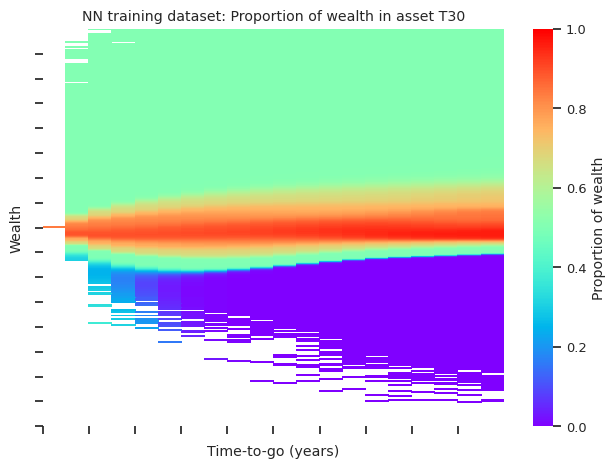 NN training dataset: Proportion of wealth in asset T30
1.0
0.8
0.6
0.4
0.2
0.0
Proportion of wealth
Wealth
Time-to-go (years)